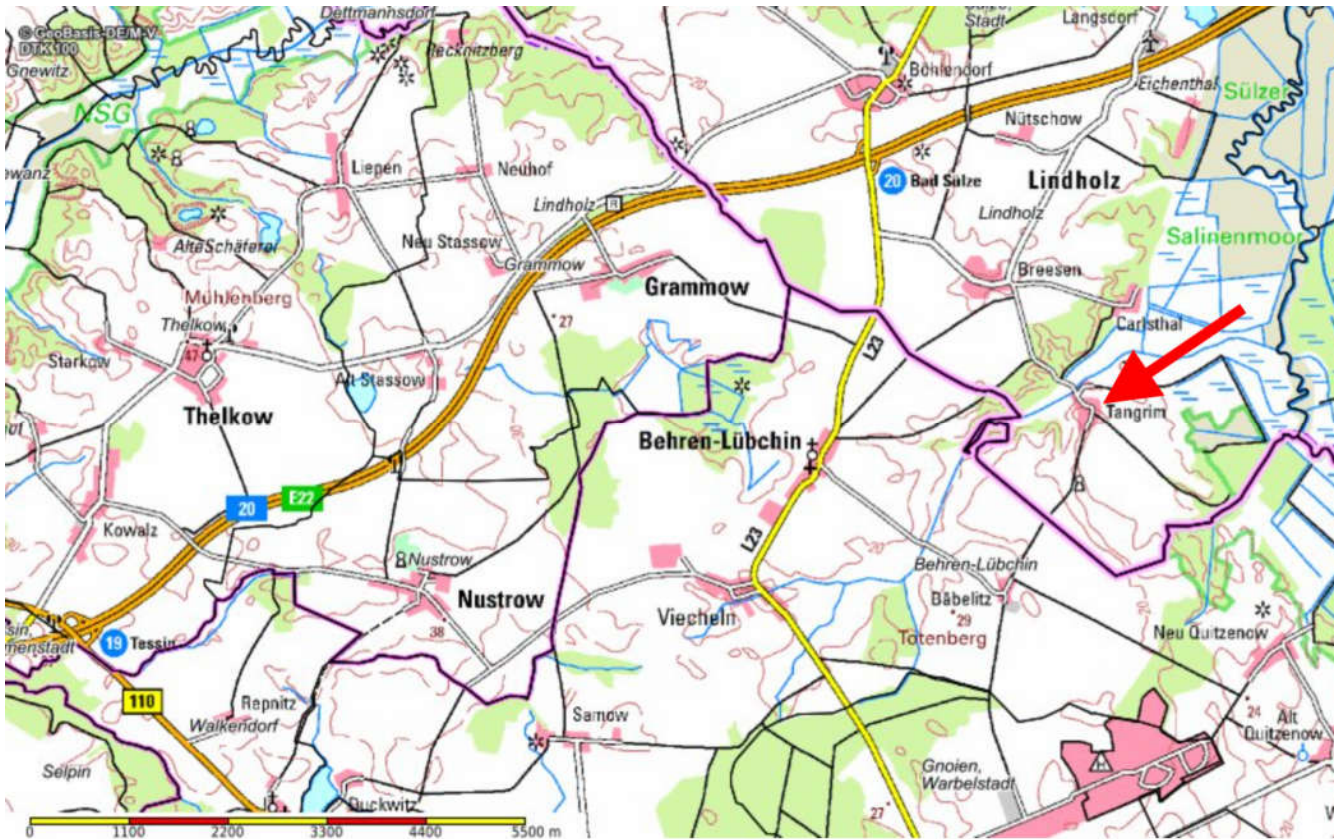 Dettmannsdorf
© GeoBasis-DE/M-V
DTK 100
Gnewitz
Recknitzberg
Stadt
Langsdorf
Böhlendorf
Eichenthal
Sülzer
NSG
Nütschow
Liepen
Neuhof
20 Bad Sülze
Lindholz
Lindholz
R
Lindholz
Salinenmoor
Alte Schäferei
Neu Stassow
Grammow
Breesen
Mühlenberg
Grammow
27
Carlsthal
Thelkow
Starkow
47
L23
Alt Stassow
Tangrim
Thelkow
Behren-Lübchin
E22
20
L23
Kowalz
Nustrow
Behren-Lübchin
Nustrow
Viecheln
Bäbelitz
29
Totenberg
38
Neu Quitzenow
19 Tessin
110
Repnitz
Walkendorf
Samow
24
Alt
Quitzenow
Selpin
Gnoien,
Warbelstadt
H
Duckwitz
27
0 1100 2200 3300 4400 5500 m